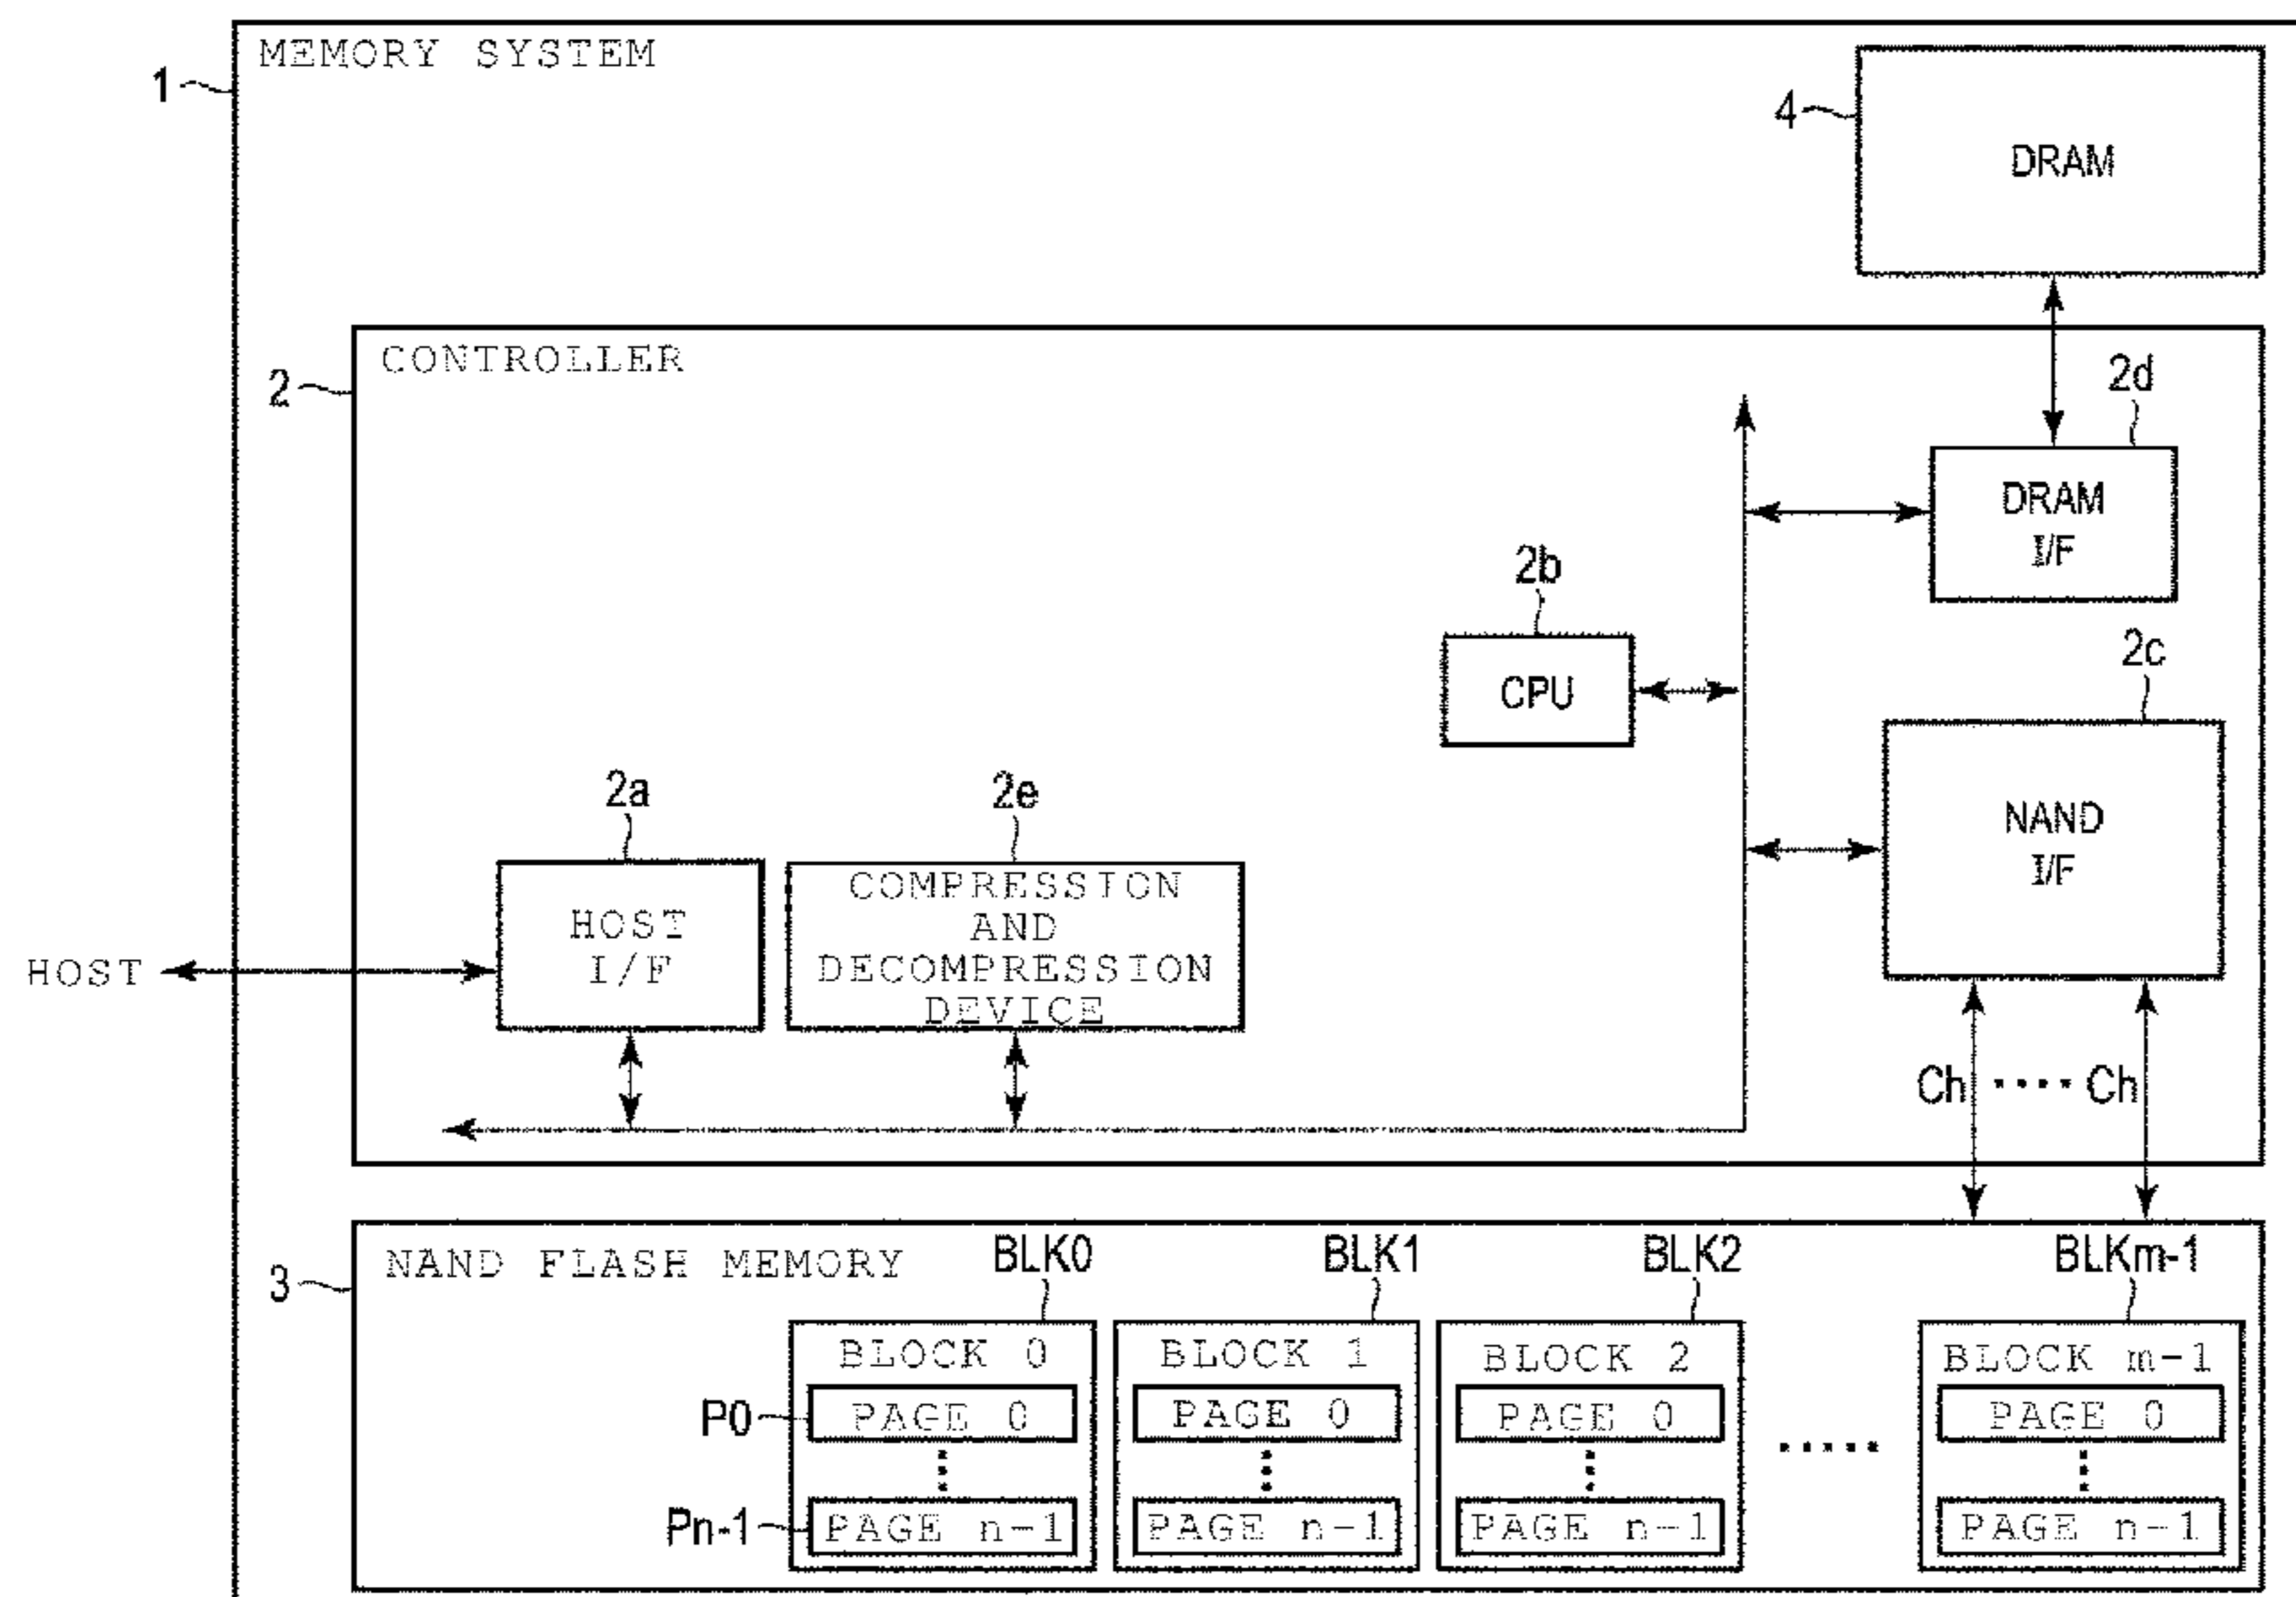 MEMORY SYSTEM
1
4
DRAM
CONTROLLER
2
2d
DRAM
I/F
2b
CPU
2c
NAND
I/F
2a
HOST
I/F
2e
COMPRESSION
AND
DECOMPRESSION
DEVICE
HOST
Ch ···· Ch
NAND FLASH MEMORY
3
BLK0 BLK1 BLK2 BLKm-1
BLOCK 0 BLOCK 1 BLOCK 2 BLOCK m-1
P0 PAGE 0 PAGE 0 PAGE 0 ····· PAGE 0
Pn-1 PAGE n-1 PAGE n-1 PAGE n-1 PAGE n-1